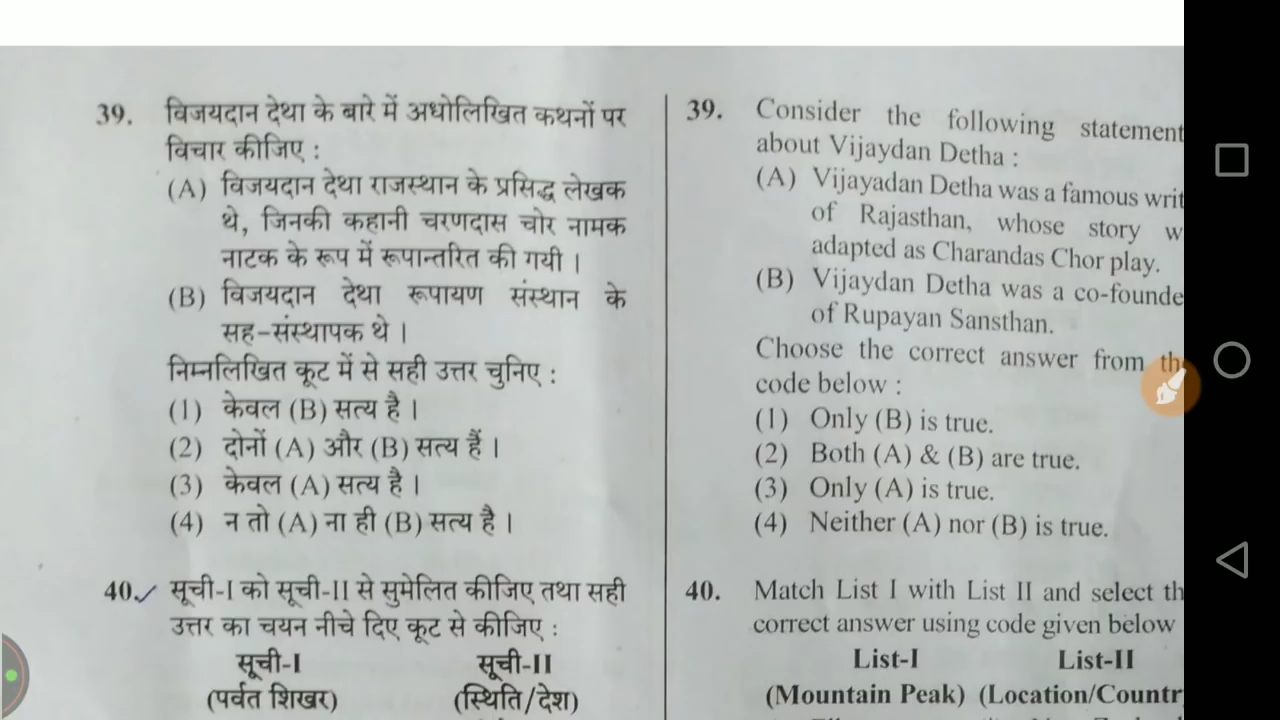 39. विजयदान देथा के बारे में अधोलिखित कथनों पर
विचार कीजिए :
(A) विजयदान देथा राजस्थान के प्रसिद्ध लेखक
थे, जिनकी कहानी चरणदास चोर नामक
नाटक के रूप में रूपान्तरित की गयी ।
(B) विजयदान देथा रूपायण संस्थान के
सह-संस्थापक थे ।
निम्नलिखित कूट में से सही उत्तर चुनिए :
(1) केवल (B) सत्य है ।
(2) दोनों (A) और (B) सत्य हैं ।
(3) केवल (A) सत्य है ।
(4) न तो (A) ना ही (B) सत्य है ।
40. सूची-I को सूची-II से सुमेलित कीजिए तथा सही
उत्तर का चयन नीचे दिए कूट से कीजिए :
सूची-I सूची-II
(पर्वत शिखर) (स्थिति/देश)
39. Consider the following statement
about Vijaydan Detha :
(A) Vijayadan Detha was a famous writ
of Rajasthan, whose story w
adapted as Charandas Chor play.
(B) Vijaydan Detha was a co-founde
of Rupayan Sansthan.
Choose the correct answer from th
code below :
(1) Only (B) is true.
(2) Both (A) & (B) are true.
(3) Only (A) is true.
(4) Neither (A) nor (B) is true.
40. Match List I with List II and select th
correct answer using code given below
List-I List-II
(Mountain Peak) (Location/Countr